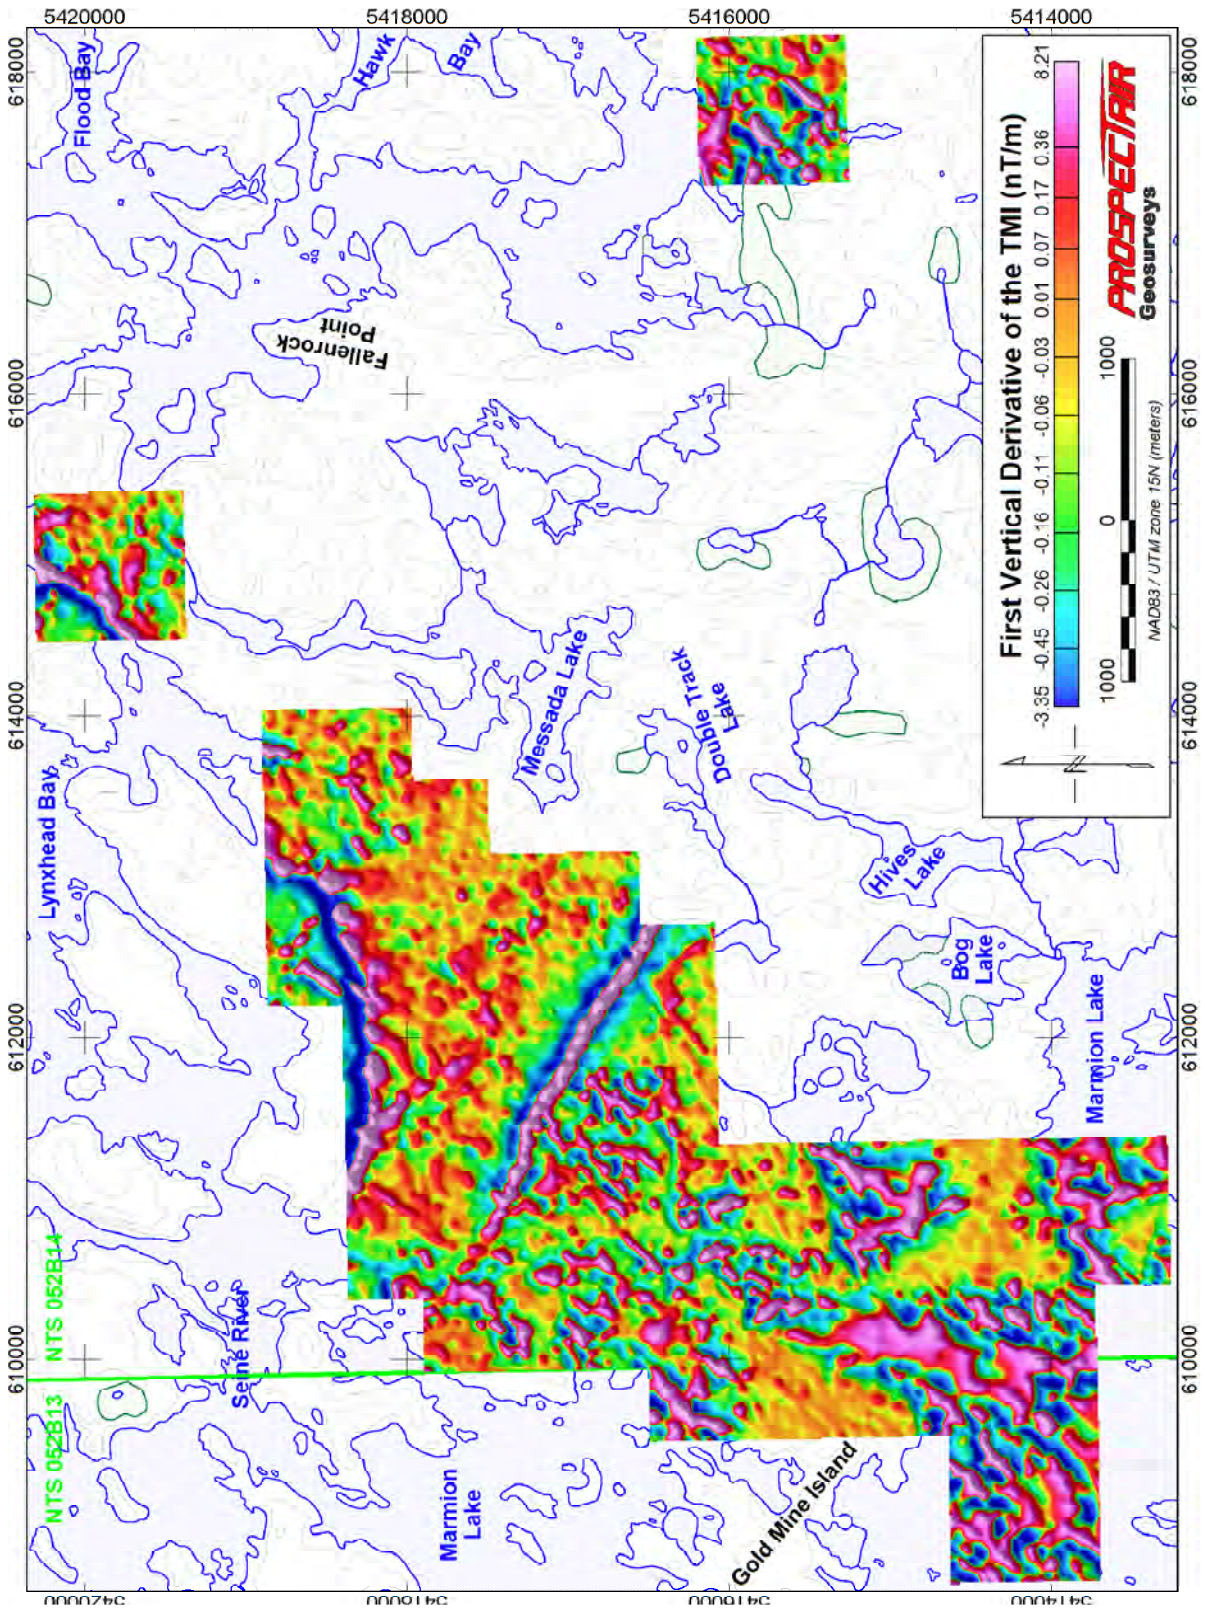 5420000
5418000
5416000
5414000
618000
616000
614000
612000
610000
618000
616000
614000
612000
610000
5420000
5418000
5416000
5414000
Flood Bay
Hawk
Bay
Fallenrock
Point
Lynxhead Bay
Messada Lake
Double Track
Lake
Hives
Lake
Bog
Lake
Marmion Lake
NTS 052B14
NTS 052B13
Seine River
Marmion
Lake
Gold Mine Island
First Vertical Derivative of the TMI (nT/m)
-3.35 -0.45 -0.26 -0.16 -0.11 -0.06 -0.03 0.01 0.07 0.17 0.36 8.21
N
1000 0 1000
NAD83 / UTM zone 15N (meters)
PROSPECTAIR
Geosurveys